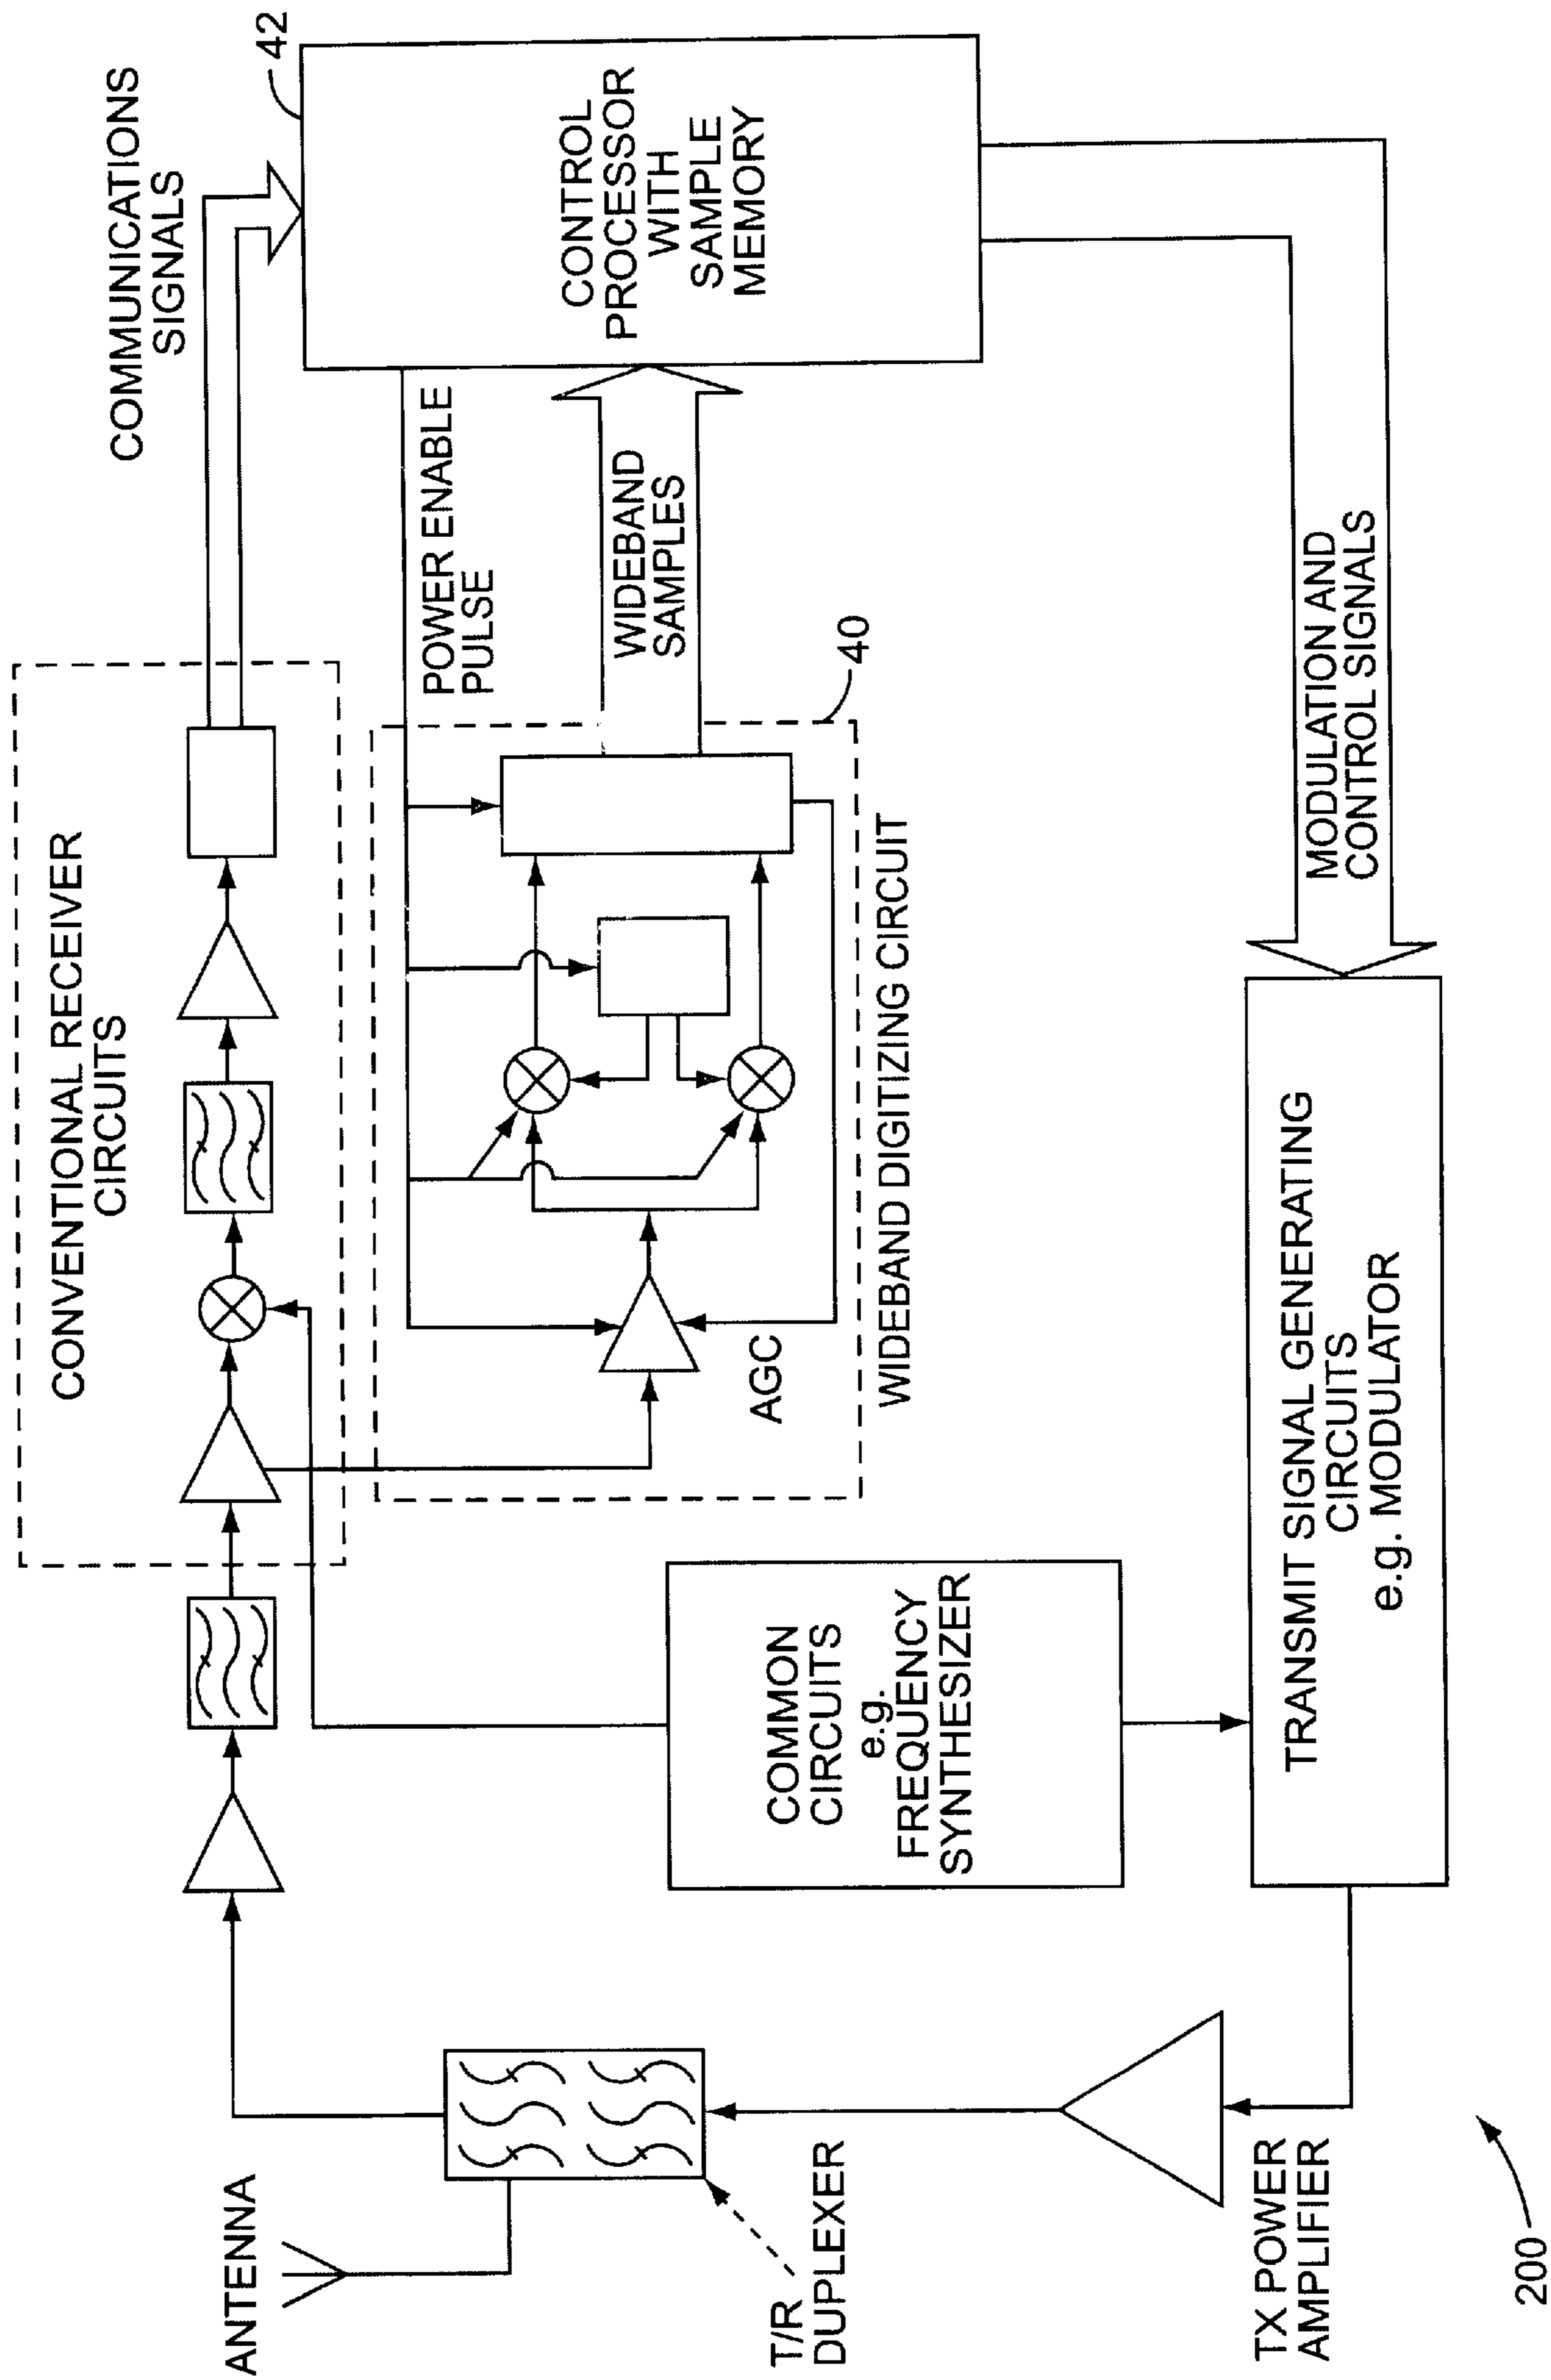 COMMUNICATIONS
SIGNALS
42
CONVENTIONAL RECEIVER
CIRCUITS
CONTROL
PROCESSOR
WITH
SAMPLE
MEMORY
POWER ENABLE
PULSE
WIDEBAND
SAMPLES
40
AGC
WIDEBAND DIGITIZING CIRCUIT
ANTENNA
T/R
DUPLEXER
COMMON
CIRCUITS
e.g.
FREQUENCY
SYNTHESIZER
MODULATION AND
CONTROL SIGNALS
TRANSMIT SIGNAL GENERATING
CIRCUITS
e.g. MODULATOR
TX POWER
AMPLIFIER
200